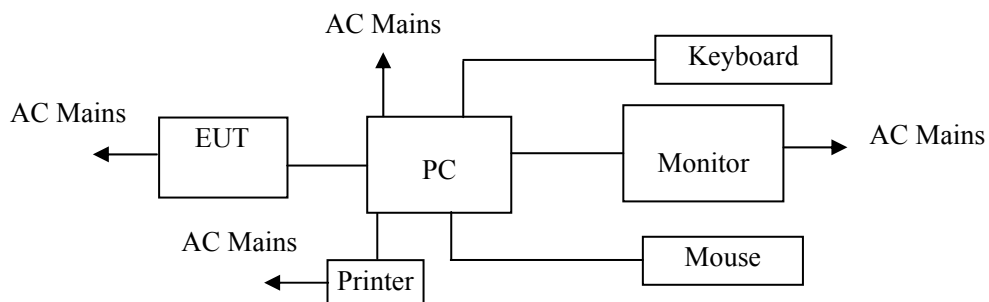 AC Mains
Keyboard
AC Mains
EUT
AC Mains
PC
Monitor
AC Mains
Mouse
Printer